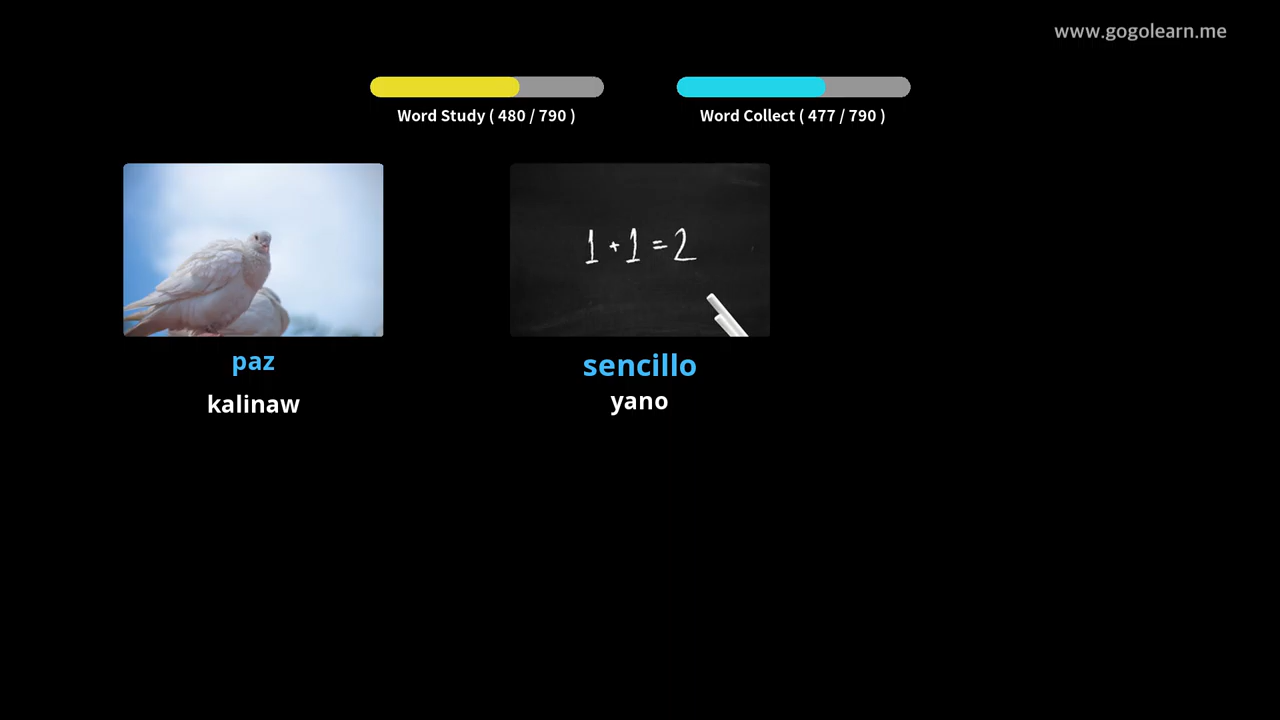 www.gogolearn.me
Word Study ( 480 / 790 )
Word Collect ( 477 / 790 )
1 + 1 = 2
paz
kalinaw
sencillo
yano